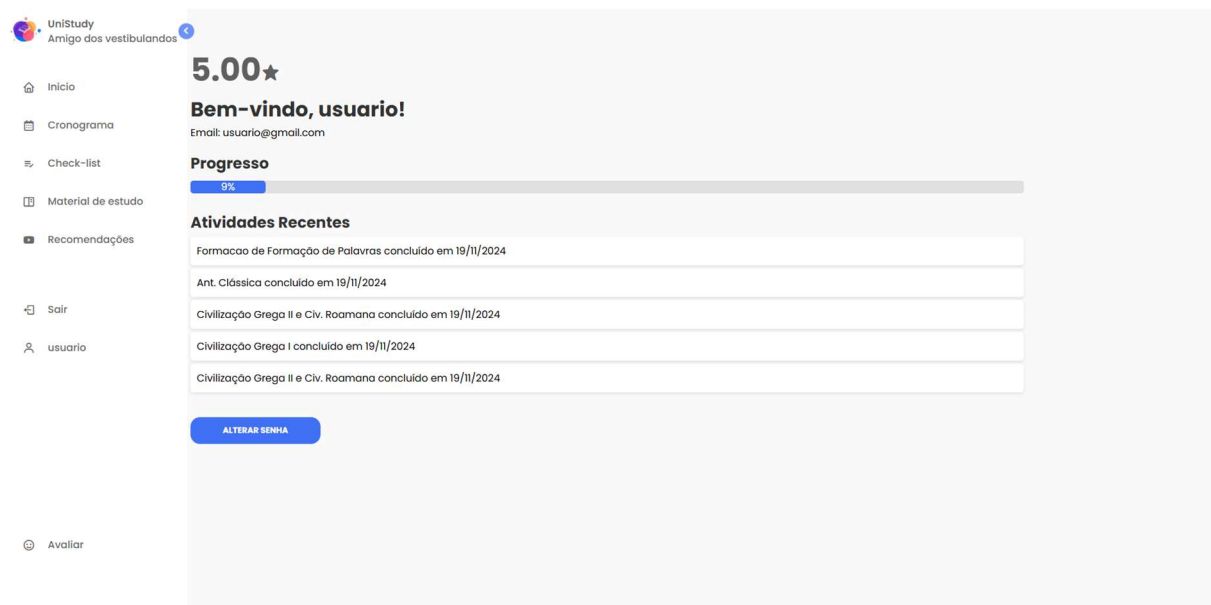 UniStudy
Amigo dos vestibulandos
Início
Cronograma
Check-list
Material de estudo
Recomendações
Sair
usuario
Avaliar
5.00★
Bem-vindo, usuario!
Email: usuario@gmail.com
Progresso
9%
Atividades Recentes
Formacao de Formação de Palavras concluído em 19/11/2024
Ant. Clássica concluído em 19/11/2024
Civilização Grega II e Civ. Roamana concluído em 19/11/2024
Civilização Grega I concluído em 19/11/2024
Civilização Grega II e Civ. Roamana concluído em 19/11/2024
ALTERAR SENHA